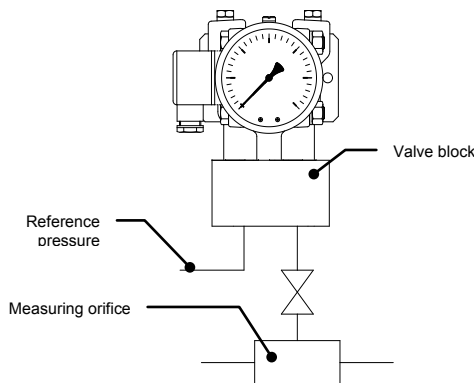 Valve block
Reference
pressure
Measuring orifice